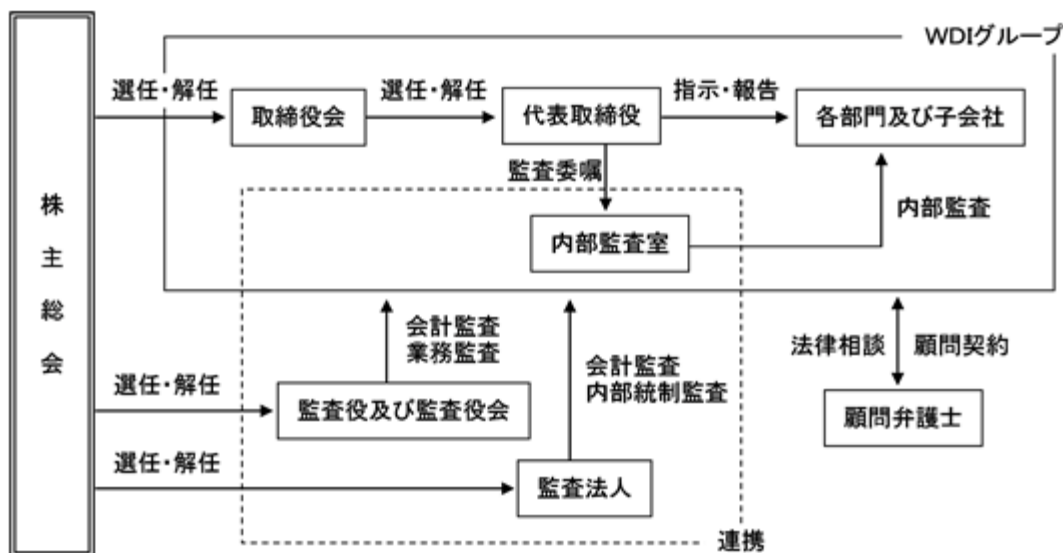 WDIグループ
選任・解任
選任・解任
指示・報告
取締役会
代表取締役
各部門及び子会社
監査委嘱
株主総会
内部監査室
内部監査
会計監査
業務監査
会計監査
内部統制監査
法律相談
顧問契約
選任・解任
監査役及び監査役会
顧問弁護士
選任・解任
監査法人
連携